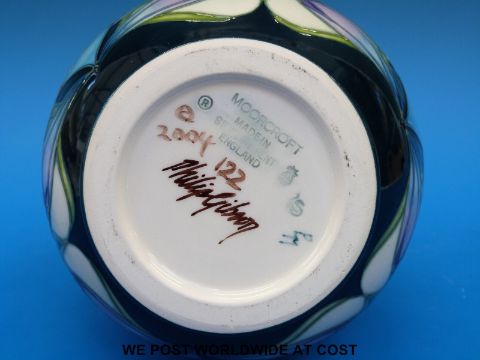 ®
MOORCROFT
MADE IN
STOKE ON TRENT
ENGLAND
@
2004
122
Philip Gibson
WE POST WORLDWIDE AT COST